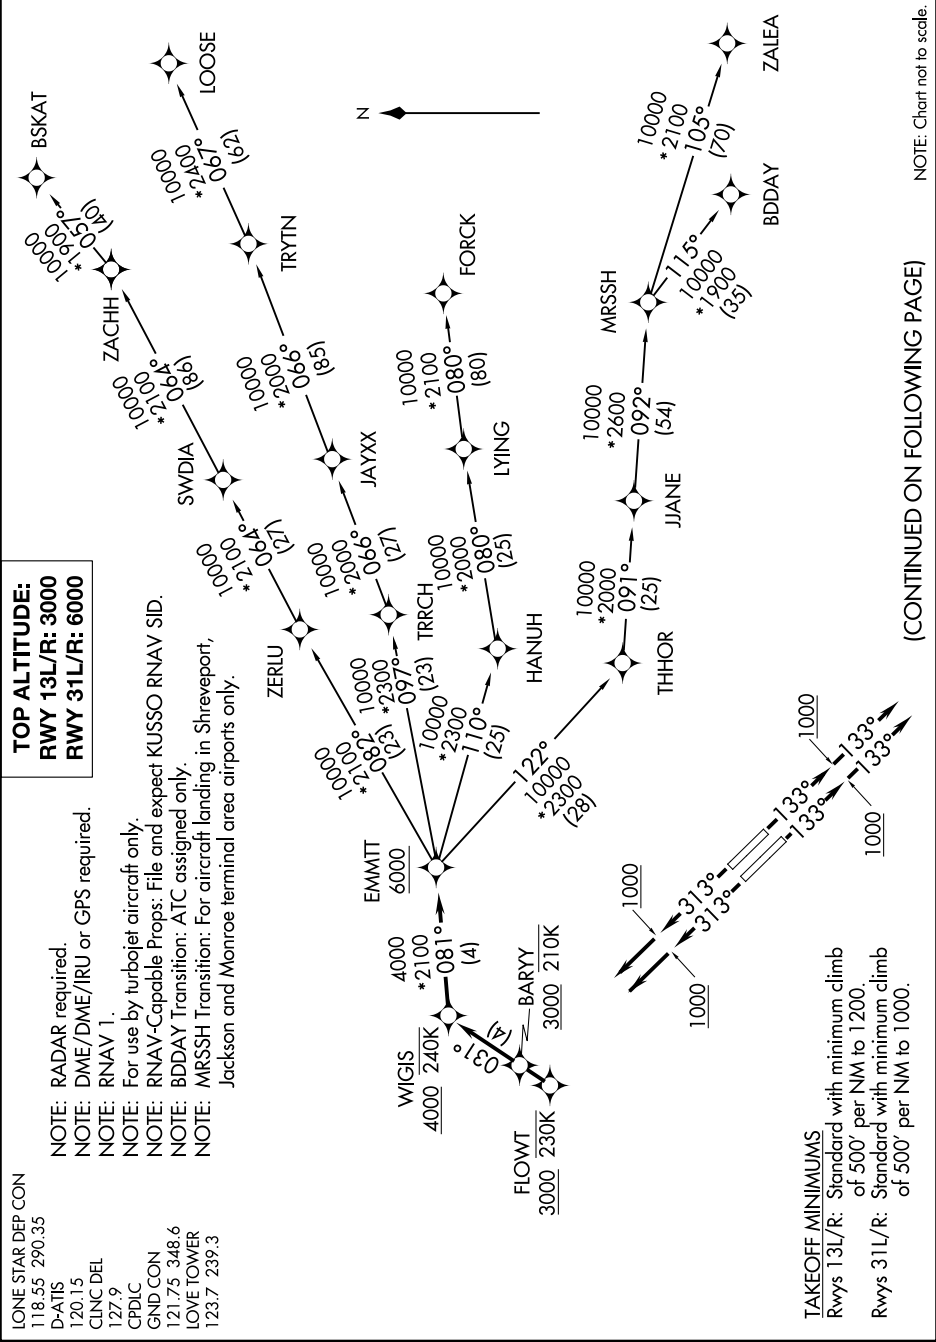 LONE STAR DEP CON
118.55 290.35
D-ATIS
120.15
CLNC DEL
127.9
CPDLC
GND CON
121.75 348.6
LOVE TOWER
123.7 239.3
NOTE: RADAR required.
NOTE: DME/DME/IRU or GPS required.
NOTE: RNAV 1.
NOTE: For use by turbojet aircraft only.
NOTE: RNAV-Capable Props: File and expect KUSSO RNAV SID.
NOTE: BDDAY Transition: ATC assigned only.
NOTE: MRSSH Transition: For aircraft landing in Shreveport,
Jackson and Monroe terminal area airports only.
TOP ALTITUDE:
RWY 13L/R: 3000
RWY 31L/R: 6000
FLOWT
3000 230K
BARYY
3000 210K
031°
(4)
WIGIS
4000 240K
4000
*2100
081°
(4)
EMMTT
6000
10000
*2100
082°
(23)
ZERLU
10000
*2100
064°
(27)
SWDIA
10000
*2100
064°
(86)
ZACHH
10000
*1900
057°
(40)
BSKAT
10000
*2300
097°
(23)
TRRCH
10000
*2000
066°
(27)
JAYXX
10000
*2000
066°
(85)
TRYTN
10000
*2400
067°
(62)
LOOSE
10000
*2300
110°
(25)
HANUH
10000
*2000
080°
(25)
LYING
10000
*2100
080°
(80)
FORCK
122°
10000
*2300
(28)
THHOR
10000
*2000
091°
(25)
JJANE
10000
*2600
092°
(54)
MRSSH
115°
10000
*1900
(35)
BDDAY
10000
*2100
105°
(70)
ZALEA
N
1000
1000
313°
313°
133°
133°
1000
1000
133°
133°
TAKEOFF MINIMUMS
Rwys 13L/R: Standard with minimum climb
of 500' per NM to 1200.
Rwys 31L/R: Standard with minimum climb
of 500' per NM to 1000.
(CONTINUED ON FOLLOWING PAGE)
NOTE: Chart not to scale.